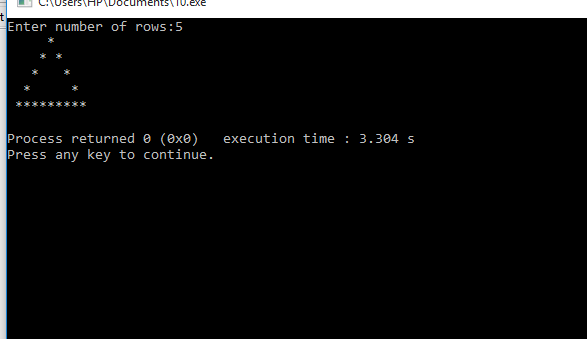 C:\Users\HP\Documents\10.exe
t
Enter number of rows:5
     *
    * *
   *   *
  *     *
 *********
Process returned 0 (0x0)   execution time : 3.304 s
Press any key to continue.